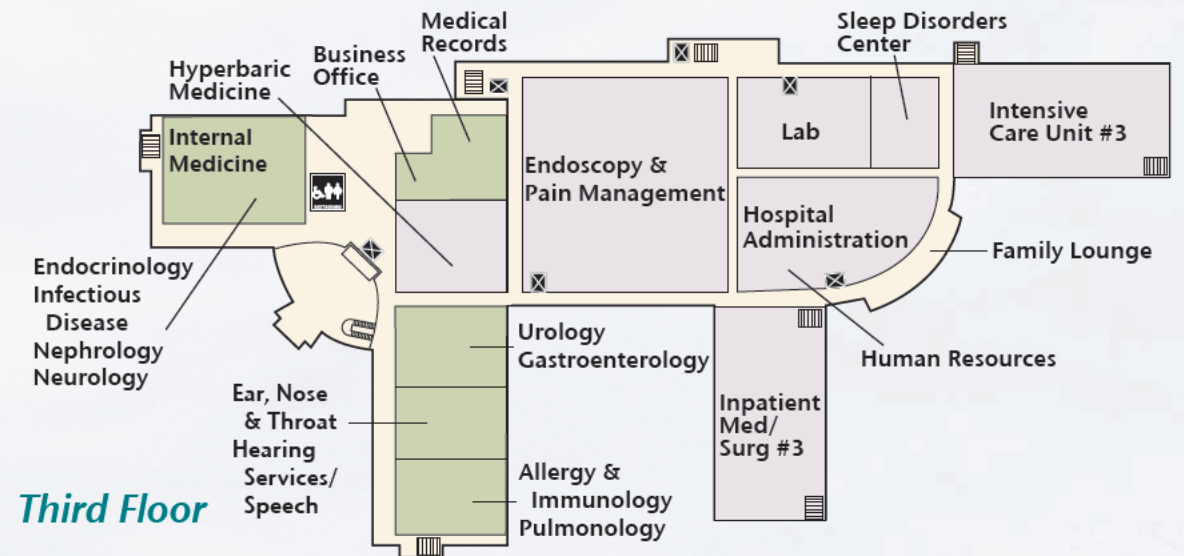 Medical
Records
Sleep Disorders
Center
Business
Office
Hyperbaric
Medicine
Internal
Medicine
Lab
Intensive
Care Unit #3
Endoscopy &
Pain Management
Hospital
Administration
Family Lounge
Endocrinology
Infectious
Disease
Nephrology
Neurology
Urology
Gastroenterology
Human Resources
Ear, Nose
& Throat
Hearing
Services/
Speech
Inpatient
Med/
Surg #3
Allergy &
Immunology
Pulmonology
Third Floor